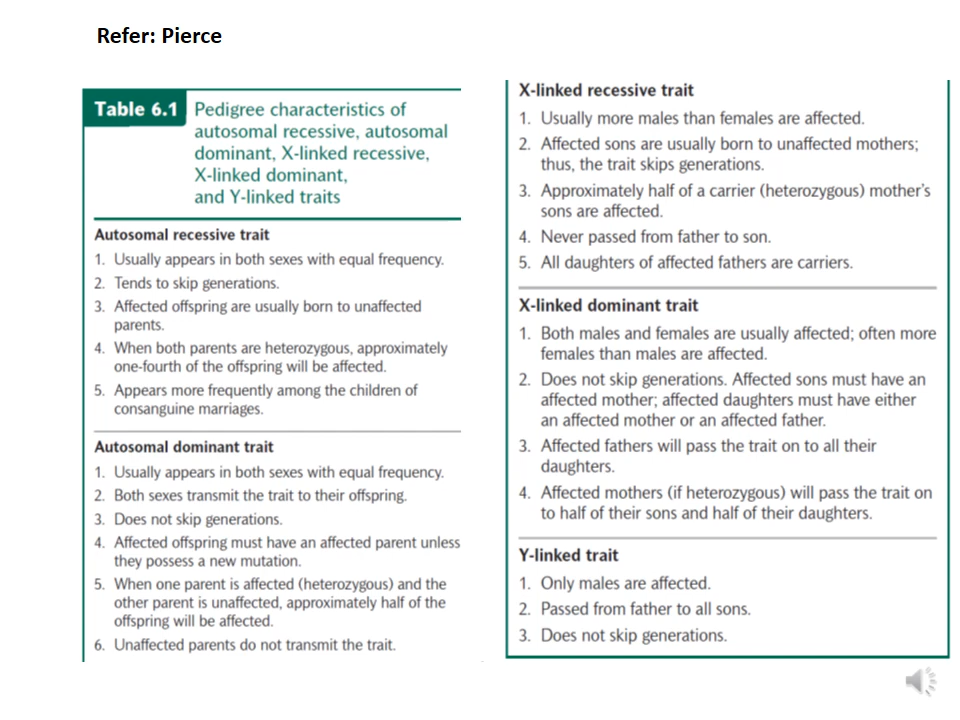 Refer: Pierce
Table 6.1
Pedigree characteristics of
autosomal recessive, autosomal
dominant, X-linked recessive,
X-linked dominant,
and Y-linked traits
Autosomal recessive trait
1. Usually appears in both sexes with equal frequency.
2. Tends to skip generations.
3. Affected offspring are usually born to unaffected
parents.
4. When both parents are heterozygous, approximately
one-fourth of the offspring will be affected.
5. Appears more frequently among the children of
consanguine marriages.
Autosomal dominant trait
1. Usually appears in both sexes with equal frequency.
2. Both sexes transmit the trait to their offspring.
3. Does not skip generations.
4. Affected offspring must have an affected parent unless
they possess a new mutation.
5. When one parent is affected (heterozygous) and the
other parent is unaffected, approximately half of the
offspring will be affected.
6. Unaffected parents do not transmit the trait.
X-linked recessive trait
1. Usually more males than females are affected.
2. Affected sons are usually born to unaffected mothers;
thus, the trait skips generations.
3. Approximately half of a carrier (heterozygous) mother's
sons are affected.
4. Never passed from father to son.
5. All daughters of affected fathers are carriers.
X-linked dominant trait
1. Both males and females are usually affected; often more
females than males are affected.
2. Does not skip generations. Affected sons must have an
affected mother; affected daughters must have either
an affected mother or an affected father.
3. Affected fathers will pass the trait on to all their
daughters.
4. Affected mothers (if heterozygous) will pass the trait on
to half of their sons and half of their daughters.
Y-linked trait
1. Only males are affected.
2. Passed from father to all sons.
3. Does not skip generations.